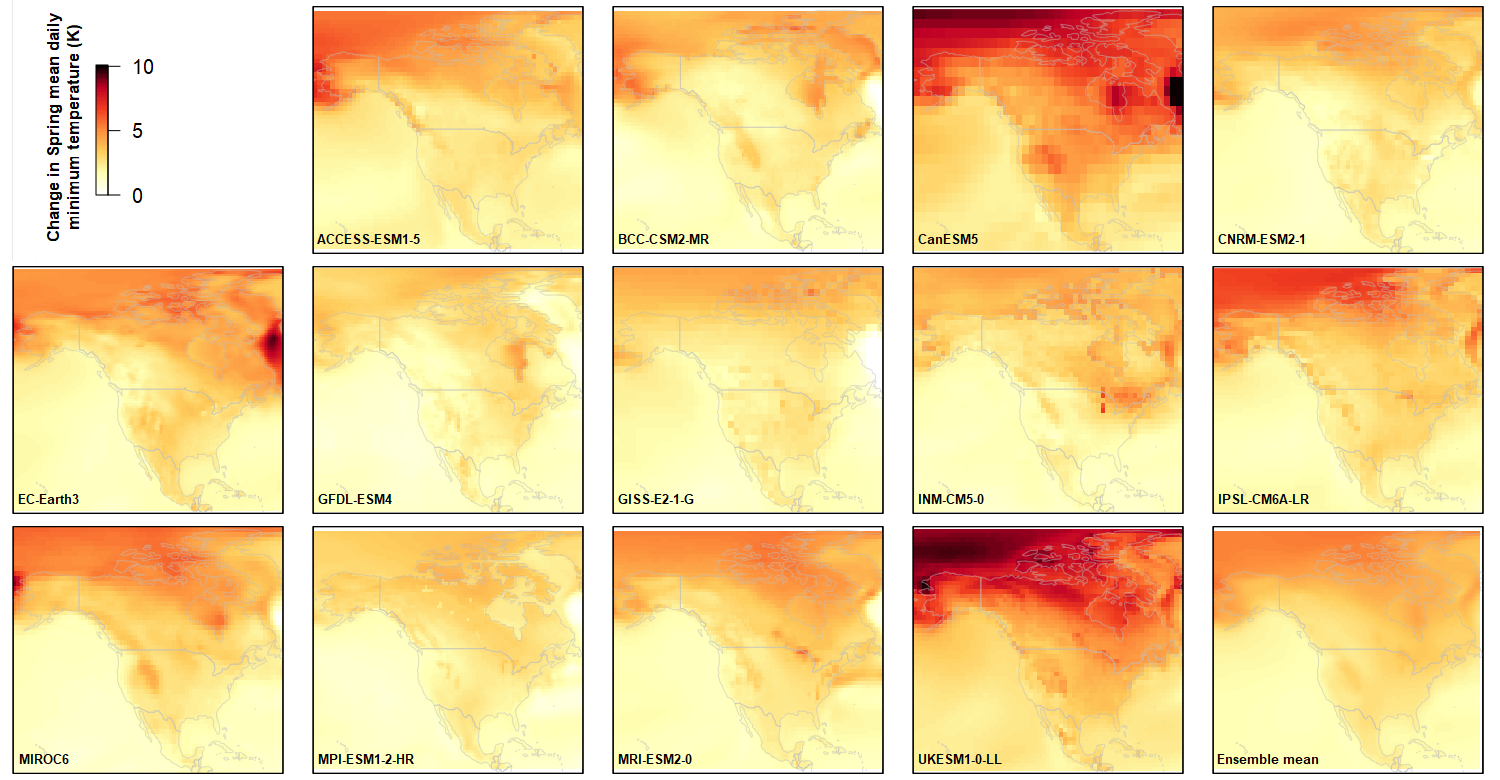 Change in Spring mean daily
minimum temperature (K)
10
5
0
ACCESS-ESM1-5
BCC-CSM2-MR
CanESM5
CNRM-ESM2-1
EC-Earth3
GFDL-ESM4
GISS-E2-1-G
INM-CM5-0
IPSL-CM6A-LR
MIROC6
MPI-ESM1-2-HR
MRI-ESM2-0
UKESM1-0-LL
Ensemble mean